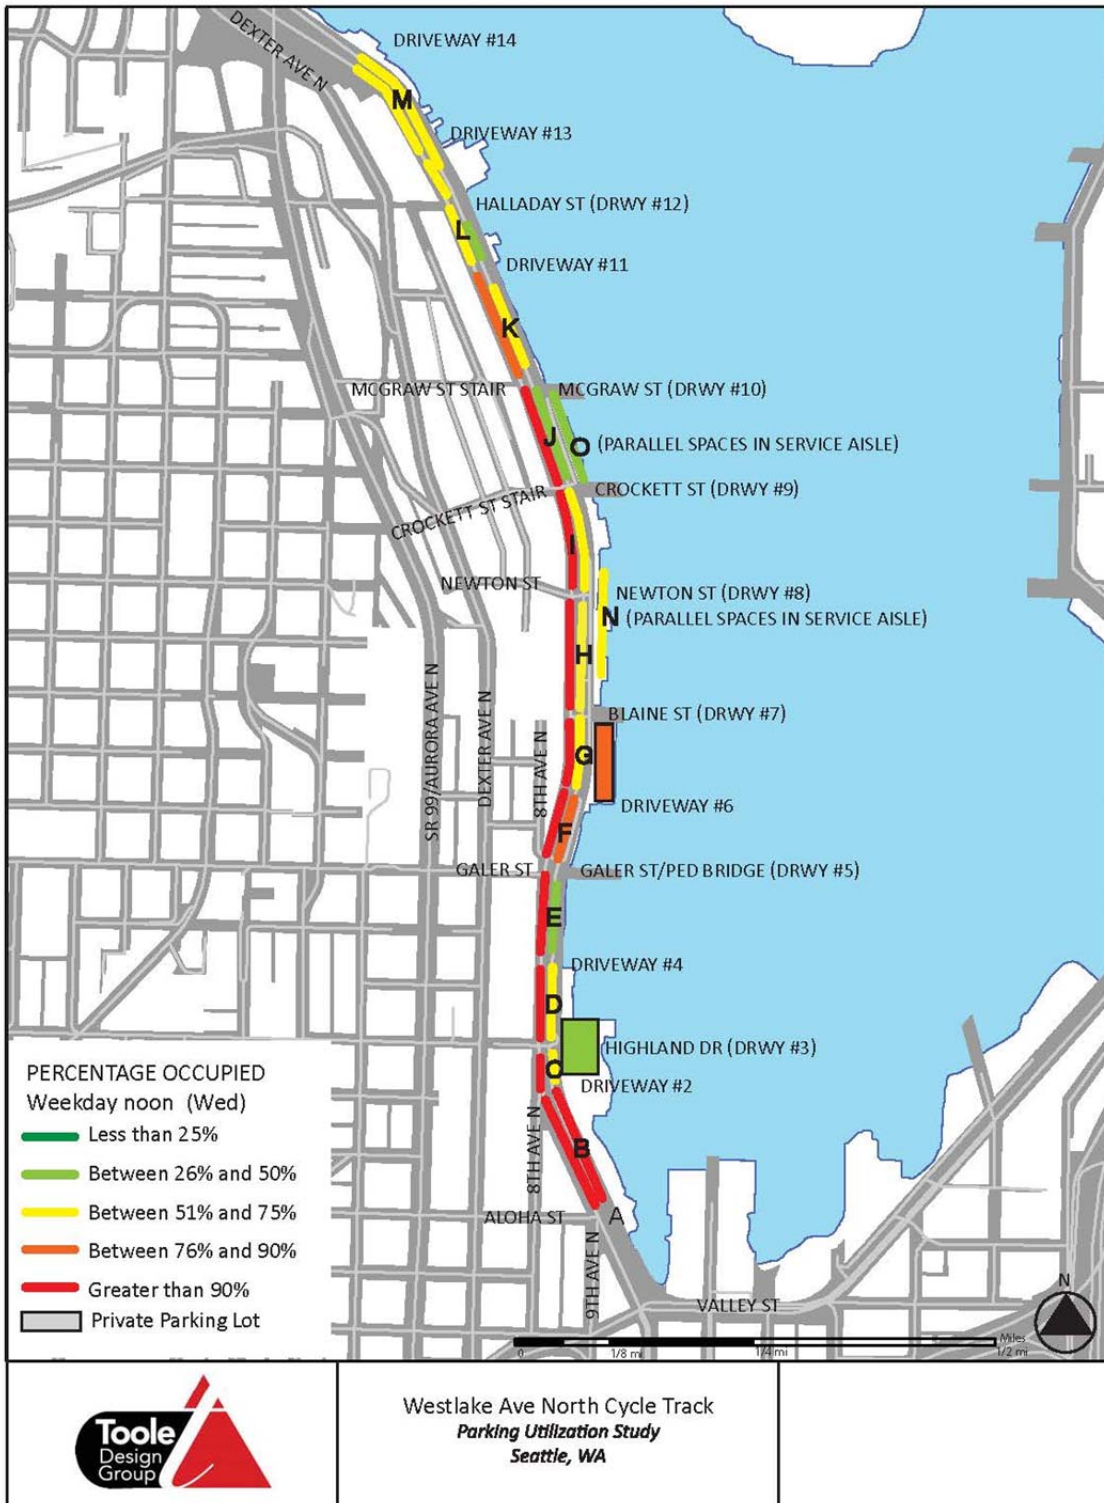 DRIVEWAY #14
DEXTER AVE N
M
DRIVEWAY #13
HALLADAY ST (DRWY #12)
L
DRIVEWAY #11
K
MCGRAW ST STAIR
MCGRAW ST (DRWY #10)
J
O (PARALLEL SPACES IN SERVICE AISLE)
CROCKETT ST STAIR
CROCKETT ST (DRWY #9)
I
NEWTON ST
NEWTON ST (DRWY #8)
N (PARALLEL SPACES IN SERVICE AISLE)
H
BLAINE ST (DRWY #7)
SR 99/AURORA AVE N
DEXTER AVE N
8TH AVE N
G
DRIVEWAY #6
F
GALER ST
GALER ST/PED BRIDGE (DRWY #5)
E
DRIVEWAY #4
D
HIGHLAND DR (DRWY #3)
C
DRIVEWAY #2
8TH AVE N
B
ALOHA ST
A
9TH AVE N
VALLEY ST
N
0
1/8 mi
1/4 mi
Miles
1/2 mi
PERCENTAGE OCCUPIED
Weekday noon (Wed)
Less than 25%
Between 26% and 50%
Between 51% and 75%
Between 76% and 90%
Greater than 90%
Private Parking Lot
Toole
Design
Group
Westlake Ave North Cycle Track
Parking Utilization Study
Seattle, WA